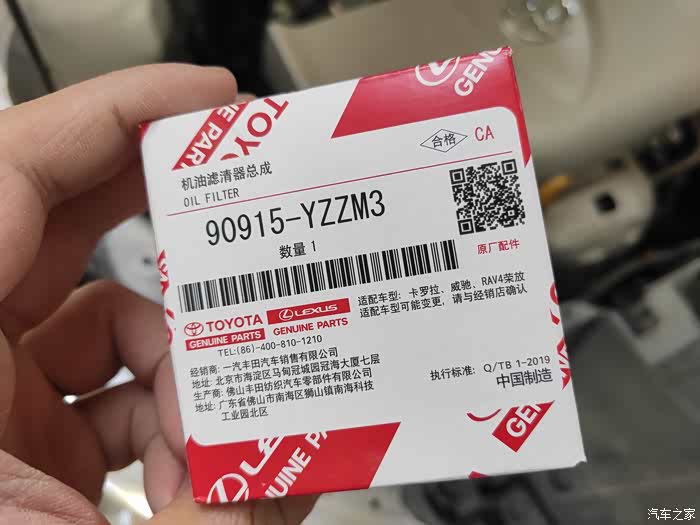 TOYO
GENUINE PAR
GENU
合格
CA
机油滤清器总成
OIL FILTER
90915-YZZM3
数量 1
原厂配件
TOYOTA
GENUINE PARTS
LEXUS
GENUINE PARTS
适配车型: 卡罗拉、威驰、RAV4荣放
适配车型可能变更, 请与经销店确认
TEL:(86)-400-810-1210
经销商: 一汽丰田汽车销售有限公司
地址: 北京市海淀区马甸冠城园冠海大厦七层
生产商: 佛山丰田纺织汽车零部件有限公司
地址: 广东省佛山市南海区狮山镇南海科技
工业园北区
执行标准: Q/TB 1-2019
中国制造
LEX
UINE PA
GEN
汽车之家